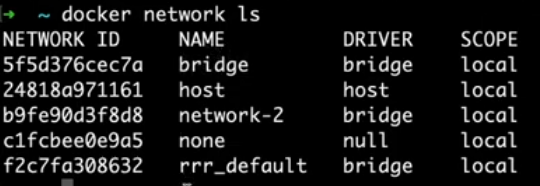 ➜ ~ docker network ls
NETWORK ID NAME DRIVER SCOPE
5f5d376cec7a bridge bridge local
24818a971161 host host local
b9fe90d3f8d8 network-2 bridge local
c1fcbee0e9a5 none null local
f2c7fa308632 rrr_default bridge local